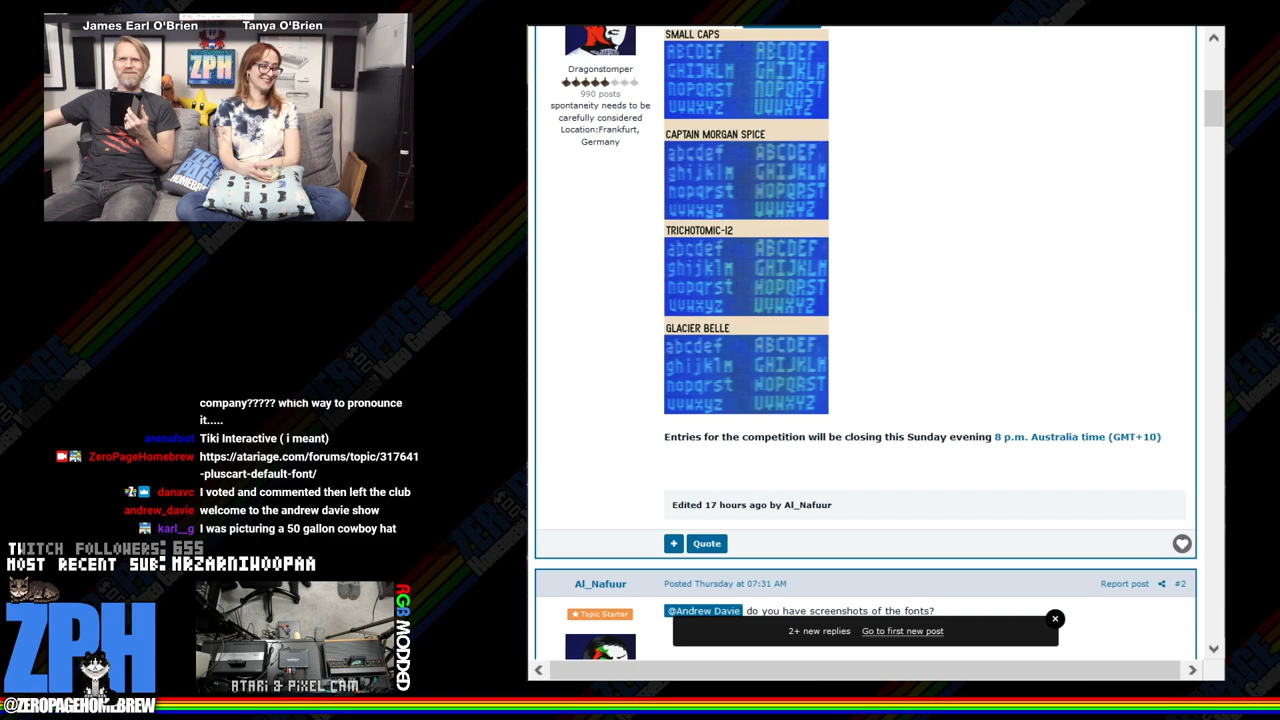 James Earl O'Brien Tanya O'Brien
ZPH
ZERO
PAGE
HOMEBREW
company????? which way to pronounce
it.....
arenafoot Tiki Interactive ( i meant)
ZeroPageHomebrew https://atariage.com/forums/topic/317641
-pluscart-default-font/
danavc I voted and commented then left the club
andrew_davie welcome to the andrew davie show
karl__g I was picturing a 50 gallon cowboy hat
TWITCH FOLLOWERS: 655
MOST RECENT SUB: MRZARNIWOOPAA
ZPH
@ZEROPAGEHOMEBREW
RGB MODDED
ATARI & PIXEL CAM
Dragonstomper
990 posts
spontaneity needs to be
carefully considered
Location:Frankfurt,
Germany
SMALL CAPS
ABCDEF ABCDEF
GHIJKLM GHIJKLM
NOPQRST NOPQRST
UVWXYZ UVWXYZ
CAPTAIN MORGAN SPICE
abcdef ABCDEF
ghijklm GHIJKLM
nopqrst NOPQRST
uvwxyz UVWXYZ
TRICHOTOMIC-12
abcdef ABCDEF
ghijklm GHIJKLM
nopqrst NOPQRST
uvwxyz UVWXYZ
GLACIER BELLE
abcdef ABCDEF
ghijklm GHIJKLM
nopqrst NOPQRST
uvwxyz UVWXYZ
Entries for the competition will be closing this Sunday evening 8 p.m. Australia time (GMT+10)
Edited 17 hours ago by Al_Nafuur
+ Quote
Al_Nafuur Posted Thursday at 07:31 AM Report post #2
Topic Starter
@Andrew Davie do you have screenshots of the fonts?
2+ new replies Go to first new post